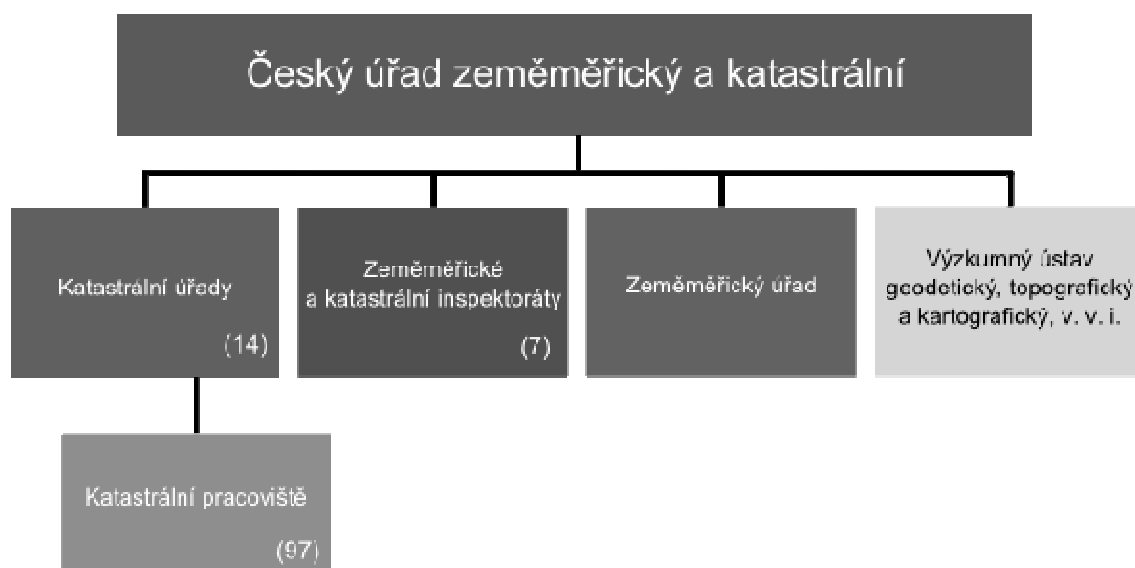 Český úřad zeměměřický a katastrální
Katastrální úřady
(14)
Zeměměřické
a katastrální inspektoráty
(7)
Zeměměřický úřad
Výzkumný ústav
geodetický, topografický
a kartografický, v. v. i.
Katastrální pracoviště
(97)